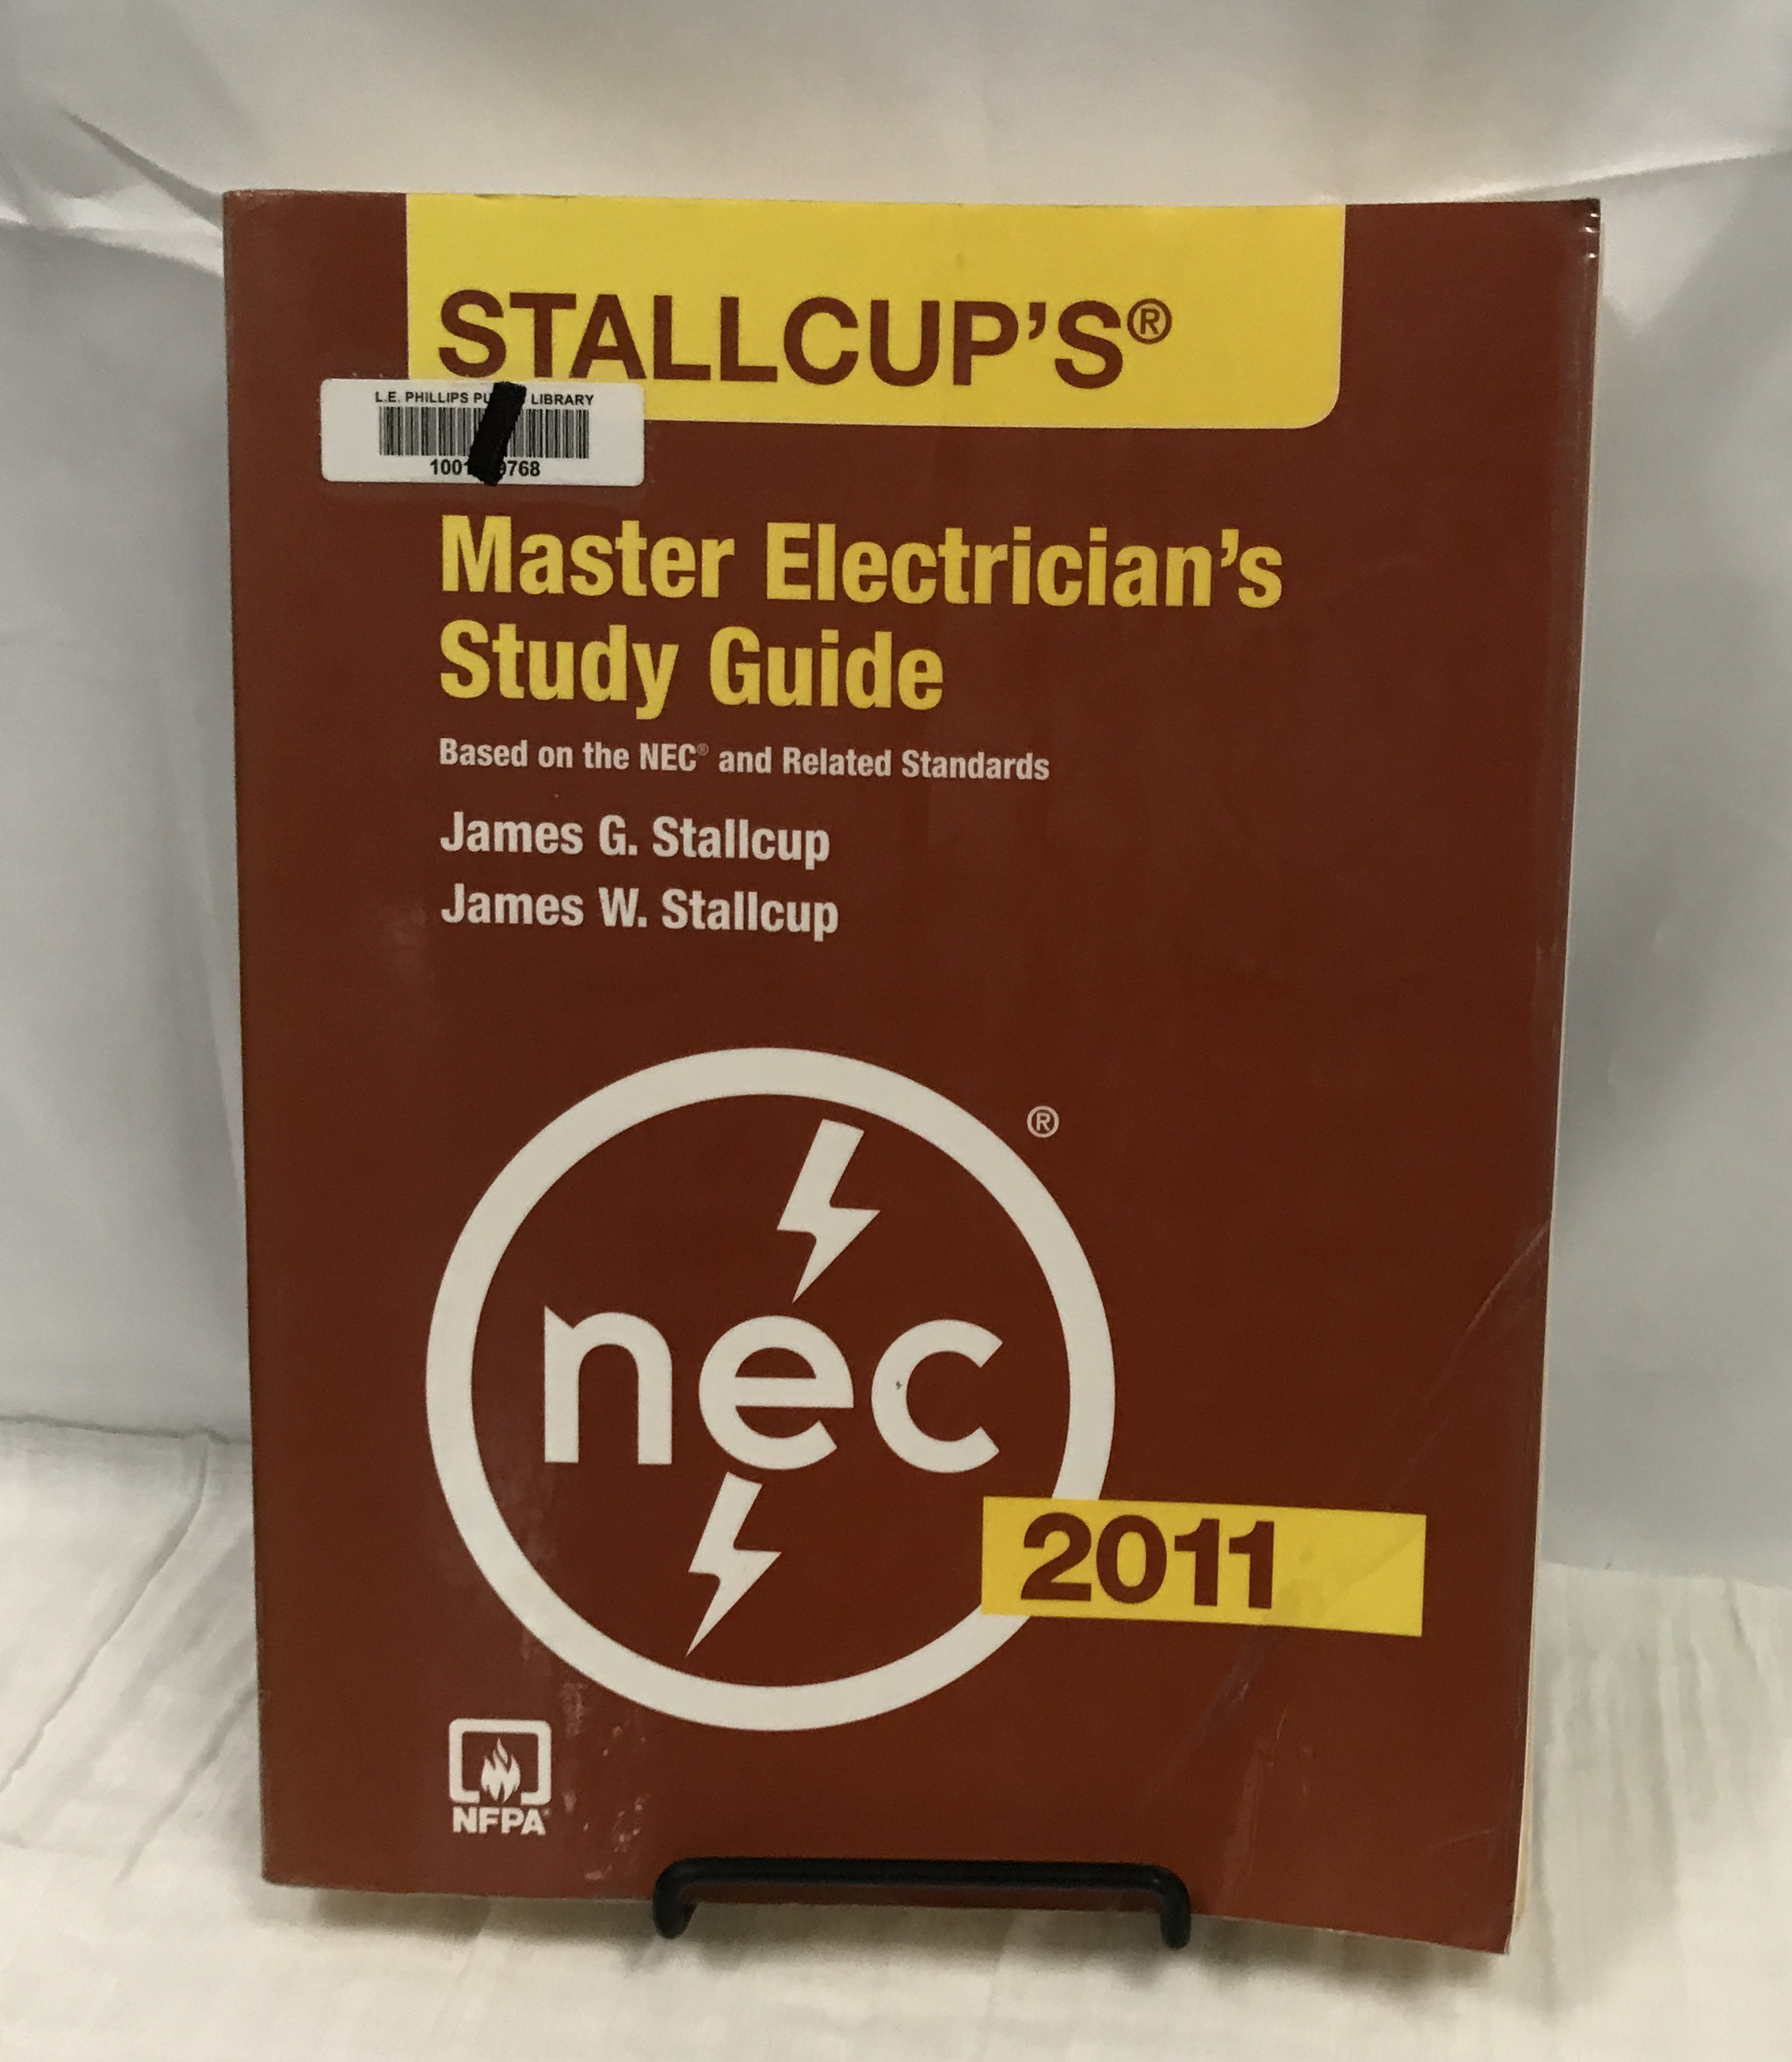 STALLCUP'S®
L.E. PHILLIPS LIBRARY
Master Electrician's
Study Guide
Based on the NEC® and Related Standards
James G. Stallcup
James W. Stallcup
®
nec
2011
NFPA